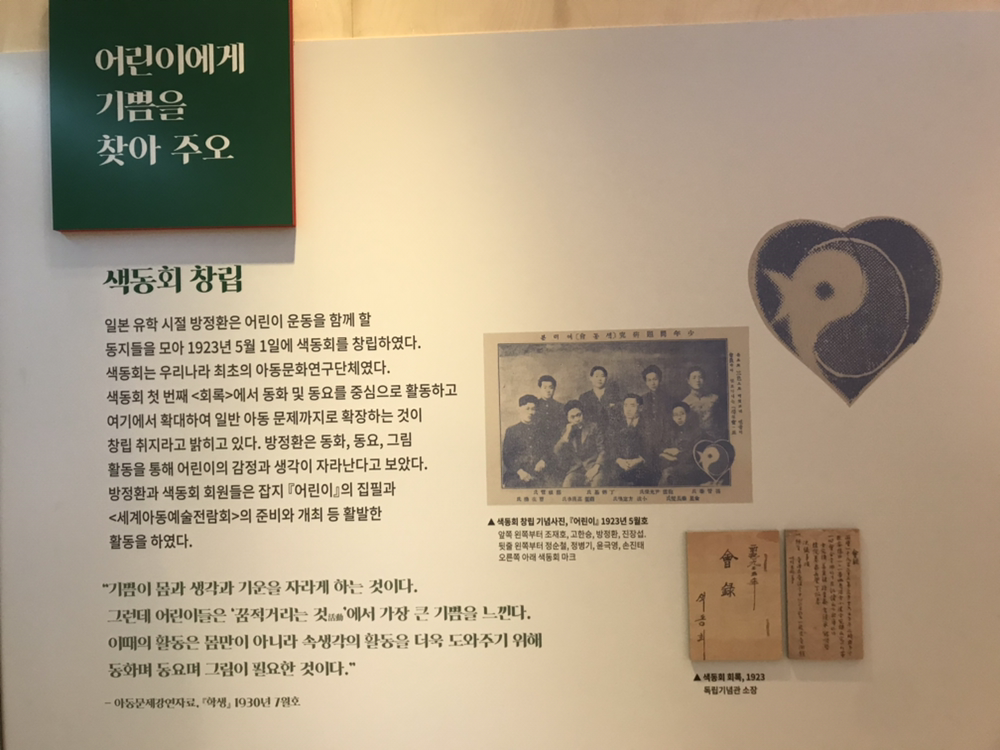 어린이에게
기쁨을
찾아 주오
색동회 창립
일본 유학 시절 방정환은 어린이 운동을 함께 할
동지들을 모아 1923년 5월 1일에 색동회를 창립하였다.
색동회는 우리나라 최초의 아동문화연구단체였다.
색동회 첫 번째 <회록>에서 동화 및 동요를 중심으로 활동하고
여기에서 확대하여 일반 아동 문제까지로 확장하는 것이
창립 취지라고 밝히고 있다. 방정환은 동화, 동요, 그림
활동을 통해 어린이의 감정과 생각이 자라난다고 보았다.
방정환과 색동회 회원들은 잡지 『어린이』의 집필과
<세계아동예술전람회>의 준비와 개최 등 활발한
활동을 하였다.
“기쁨이 몸과 생각과 기운을 자라게 하는 것이다.
그런데 어린이들은 ‘꿈적거리는 것活動’에서 가장 큰 기쁨을 느낀다.
이때의 활동은 몸만이 아니라 속생각의 활동을 더욱 도와주기 위해
동화며 동요며 그림이 필요한 것이다.”
- 아동문제강연자료, 『학생』 1930년 7월호
▲ 색동회 창립 기념사진, 『어린이』 1923년 5월호
앞쪽 왼쪽부터 조재호, 고한승, 방정환, 진장섭.
뒷줄 왼쪽부터 정순철, 정병기, 윤극영, 손진태
오른쪽 아래 색동회 마크
會錄
색동회
▲ 색동회 회록, 1923
독립기념관 소장